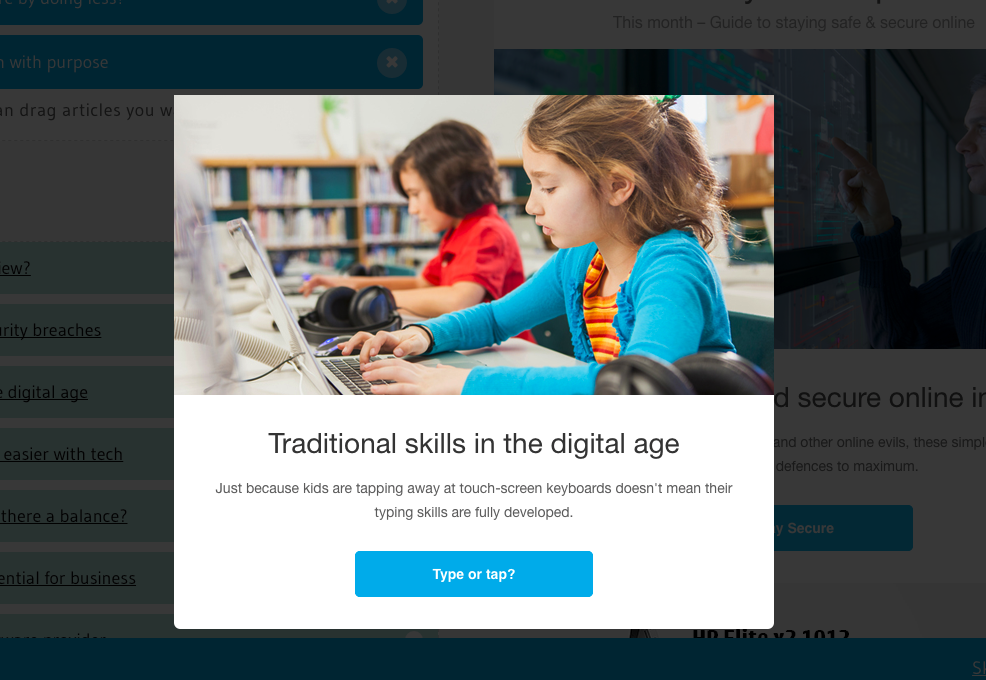 re by doing less?
This month – Guide to staying safe & secure online
n with purpose
an drag articles you w
ew?
rity breaches
e digital age
easier with tech
there a balance?
ential for business
Traditional skills in the digital age
Just because kids are tapping away at touch-screen keyboards doesn't mean their
typing skills are fully developed.
Type or tap?
d secure online i
and other online evils, these simpl
defences to maximum.
y Secure
HP Elite x2 1012